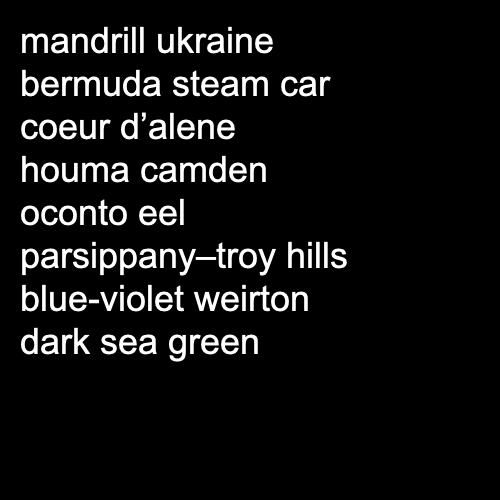 mandrill ukraine
bermuda steam car
coeur d’alene
houma camden
oconto eel
parsippany–troy hills
blue-violet weirton
dark sea green